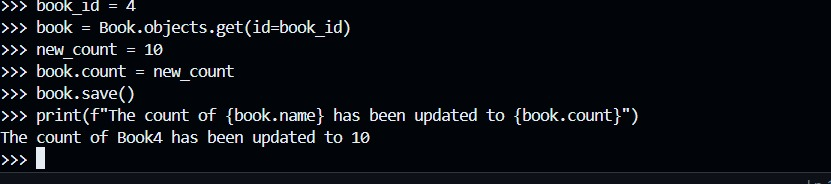 >>> book_id = 4
>>> book = Book.objects.get(id=book_id)
>>> new_count = 10
>>> book.count = new_count
>>> book.save()
>>> print(f"The count of {book.name} has been updated to {book.count}")
The count of Book4 has been updated to 10
>>>